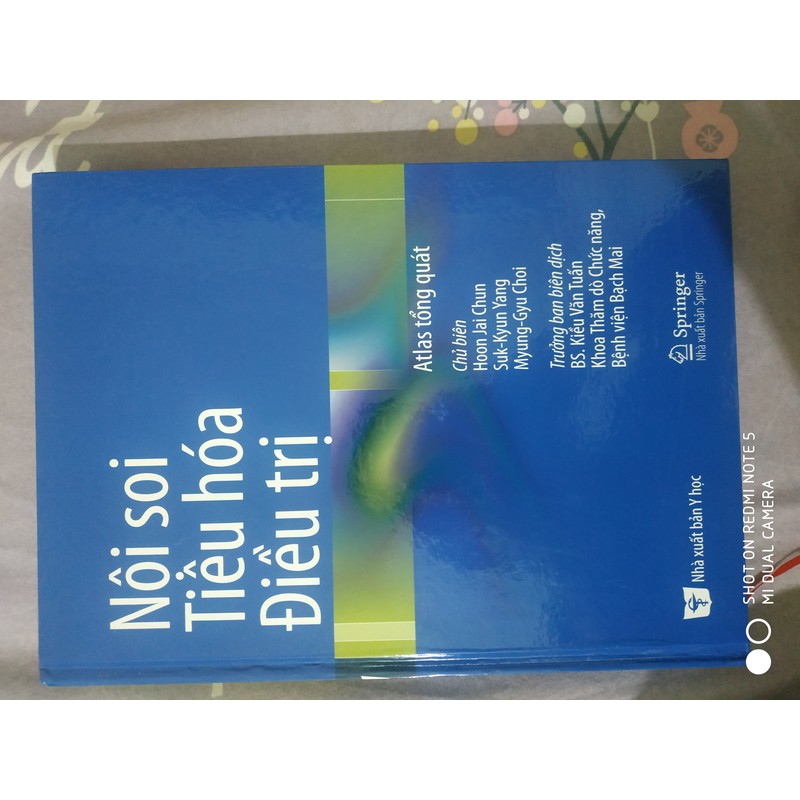 Nội soi
Tiêu hóa
Điều trị
Atlas tổng quát
Chủ biên
Hoon Jai Chun
Suk-Kyun Yang
Myung-Gyu Choi
Trưởng ban biên dịch
BS. Kiều Văn Tuấn
Khoa Thăm dò Chức năng,
Bệnh viện Bạch Mai
Nhà xuất bản Y học
Springer
Nhà xuất bản Springer
SHOT ON REDMI NOTE 5
MI DUAL CAMERA